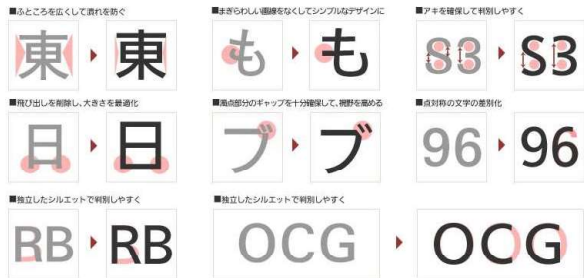 ■ふところを広くして潰れを防ぐ
東 東
■まぎらわしい画線をなくしてシンプルなデザインに
も も
■アキを確保して判別しやすく
S3 S3
■飛び出しを削除し、大きさを最適化
日 日
■濁点部分のギャップを十分確保して、視野を高める
ブ ブ
■点対称の文字の差別化
96 96
■独立したシルエットで判別しやすく
RB RB
■独立したシルエットで判別しやすく
OCG OCG